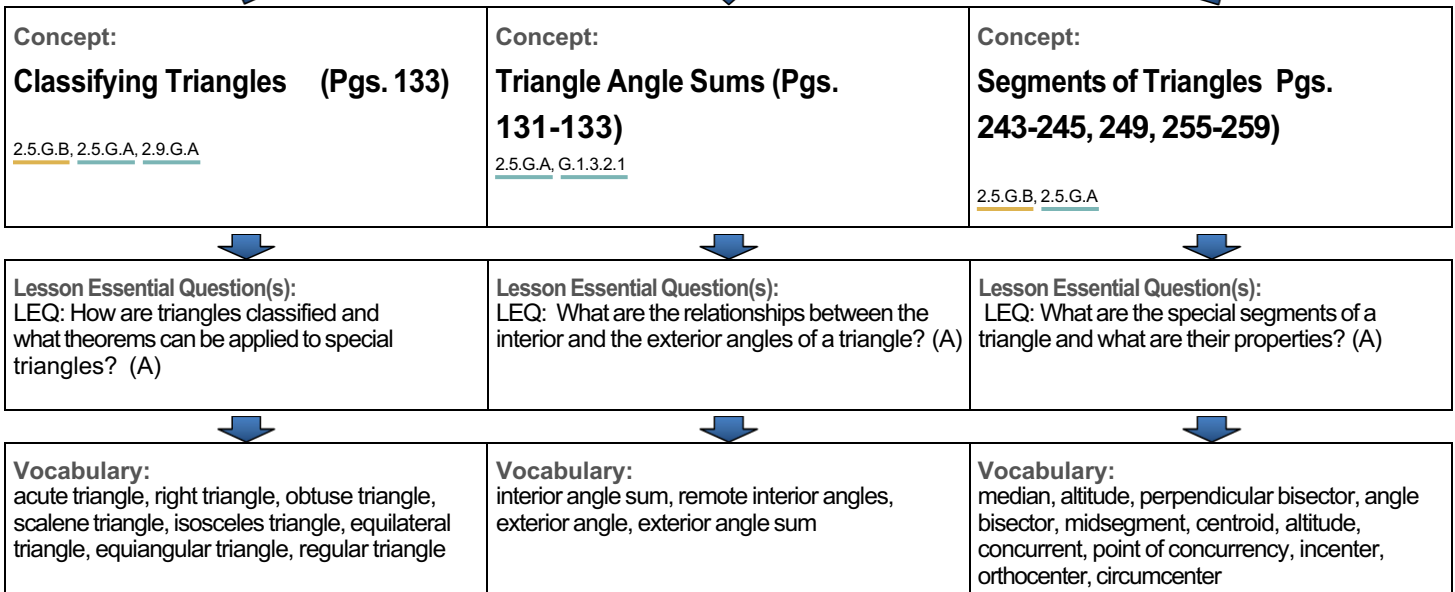 Concept:
Classifying Triangles (Pgs. 133)
2.5.G.B, 2.5.G.A, 2.9.G.A
Concept:
Triangle Angle Sums (Pgs.
131-133)
2.5.G.A, G.1.3.2.1
Concept:
Segments of Triangles Pgs.
243-245, 249, 255-259)
2.5.G.B, 2.5.G.A
Lesson Essential Question(s):
LEQ: How are triangles classified and
what theorems can be applied to special
triangles? (A)
Lesson Essential Question(s):
LEQ: What are the relationships between the
interior and the exterior angles of a triangle? (A)
Lesson Essential Question(s):
LEQ: What are the special segments of a
triangle and what are their properties? (A)
Vocabulary:
acute triangle, right triangle, obtuse triangle,
scalene triangle, isosceles triangle, equilateral
triangle, equiangular triangle, regular triangle
Vocabulary:
interior angle sum, remote interior angles,
exterior angle, exterior angle sum
Vocabulary:
median, altitude, perpendicular bisector, angle
bisector, midsegment, centroid, altitude,
concurrent, point of concurrency, incenter,
orthocenter, circumcenter